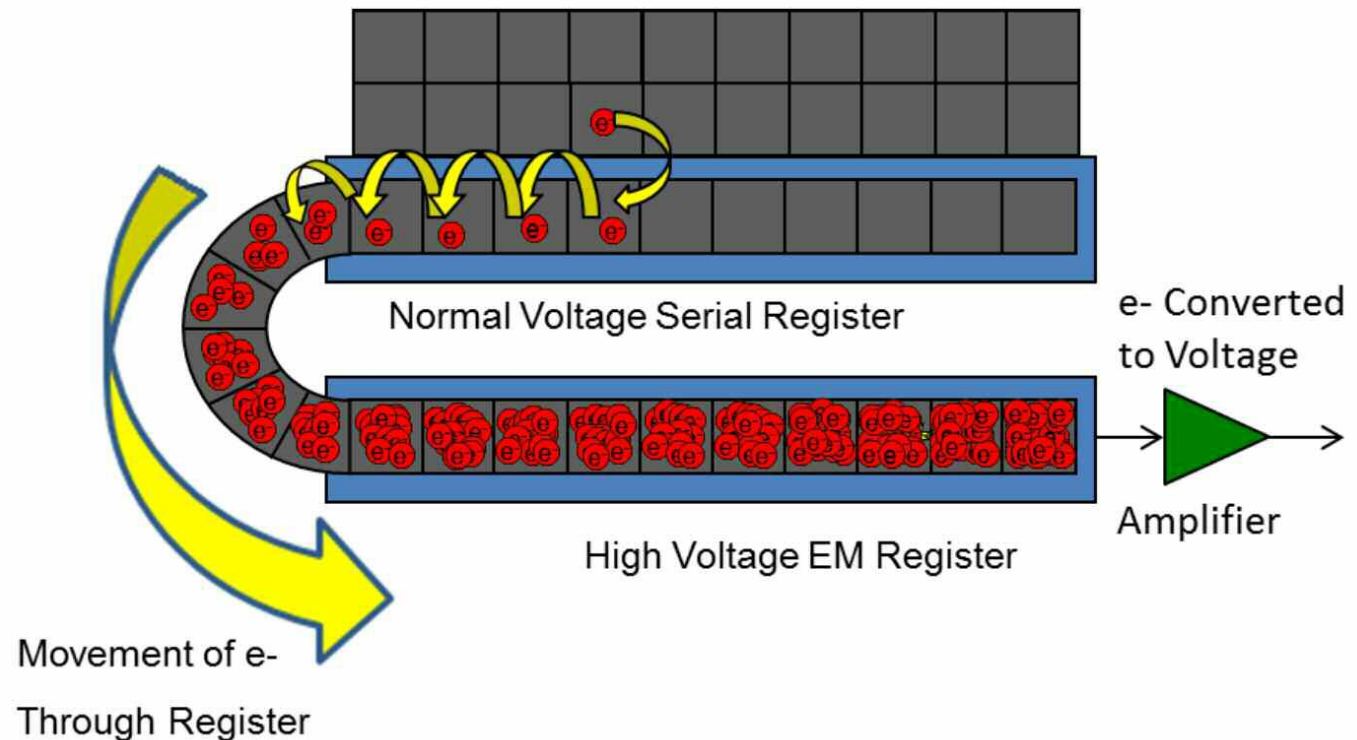 e⁻
e⁻ e⁻ e⁻ e⁻ e⁻ e⁻
Normal Voltage Serial Register
e- Converted
to Voltage
Amplifier
High Voltage EM Register
Movement of e-
Through Register